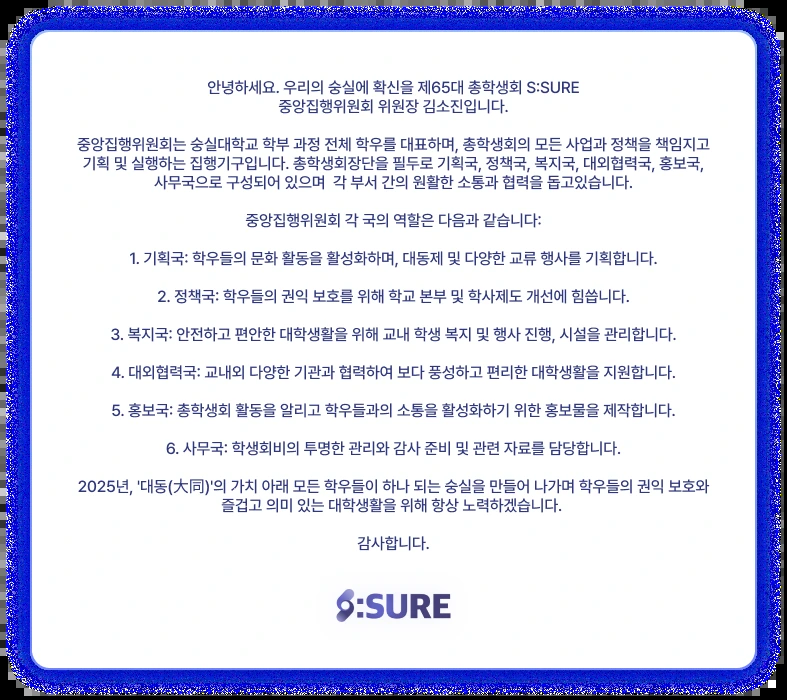 안녕하세요. 우리의 숭실에 확신을 제65대 총학생회 S:SURE
중앙집행위원회 위원장 김소진입니다.
중앙집행위원회는 숭실대학교 학부 과정 전체 학우를 대표하며, 총학생회의 모든 사업과 정책을 책임지고
기획 및 실행하는 집행기구입니다. 총학생회장단을 필두로 기획국, 정책국, 복지국, 대외협력국, 홍보국,
사무국으로 구성되어 있으며 각 부서 간의 원활한 소통과 협력을 돕고있습니다.
중앙집행위원회 각 국의 역할은 다음과 같습니다:
1. 기획국: 학우들의 문화 활동을 활성화하며, 대동제 및 다양한 교류 행사를 기획합니다.
2. 정책국: 학우들의 권익 보호를 위해 학교 본부 및 학사제도 개선에 힘씁니다.
3. 복지국: 안전하고 편안한 대학생활을 위해 교내 학생 복지 및 행사 진행, 시설을 관리합니다.
4. 대외협력국: 교내외 다양한 기관과 협력하여 보다 풍성하고 편리한 대학생활을 지원합니다.
5. 홍보국: 총학생회 활동을 알리고 학우들과의 소통을 활성화하기 위한 홍보물을 제작합니다.
6. 사무국: 학생회비의 투명한 관리와 감사 준비 및 관련 자료를 담당합니다.
2025년, '대동(大同)'의 가치 아래 모든 학우들이 하나 되는 숭실을 만들어 나가며 학우들의 권익 보호와
즐겁고 의미 있는 대학생활을 위해 항상 노력하겠습니다.
감사합니다.
S:SURE